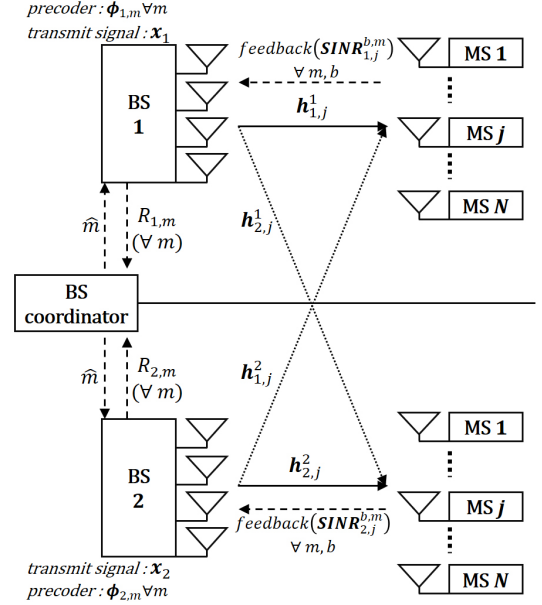 precoder : ϕ₁,ₘ∀m
transmit signal : x₁
BS
1
feedback(SINR₁,ⱼᵇ,ᵐ)
∀ m, b
h₁,ⱼ¹
MS 1
MS j
MS N
h₂,ⱼ¹
m̂
R₁,ₘ
(∀ m)
BS
coordinator
m̂
R₂,ₘ
(∀ m)
h₁,ⱼ²
BS
2
h₂,ⱼ²
feedback(SINR₂,ⱼᵇ,ᵐ)
∀ m, b
MS 1
MS j
MS N
transmit signal : x₂
precoder : ϕ₂,ₘ∀m